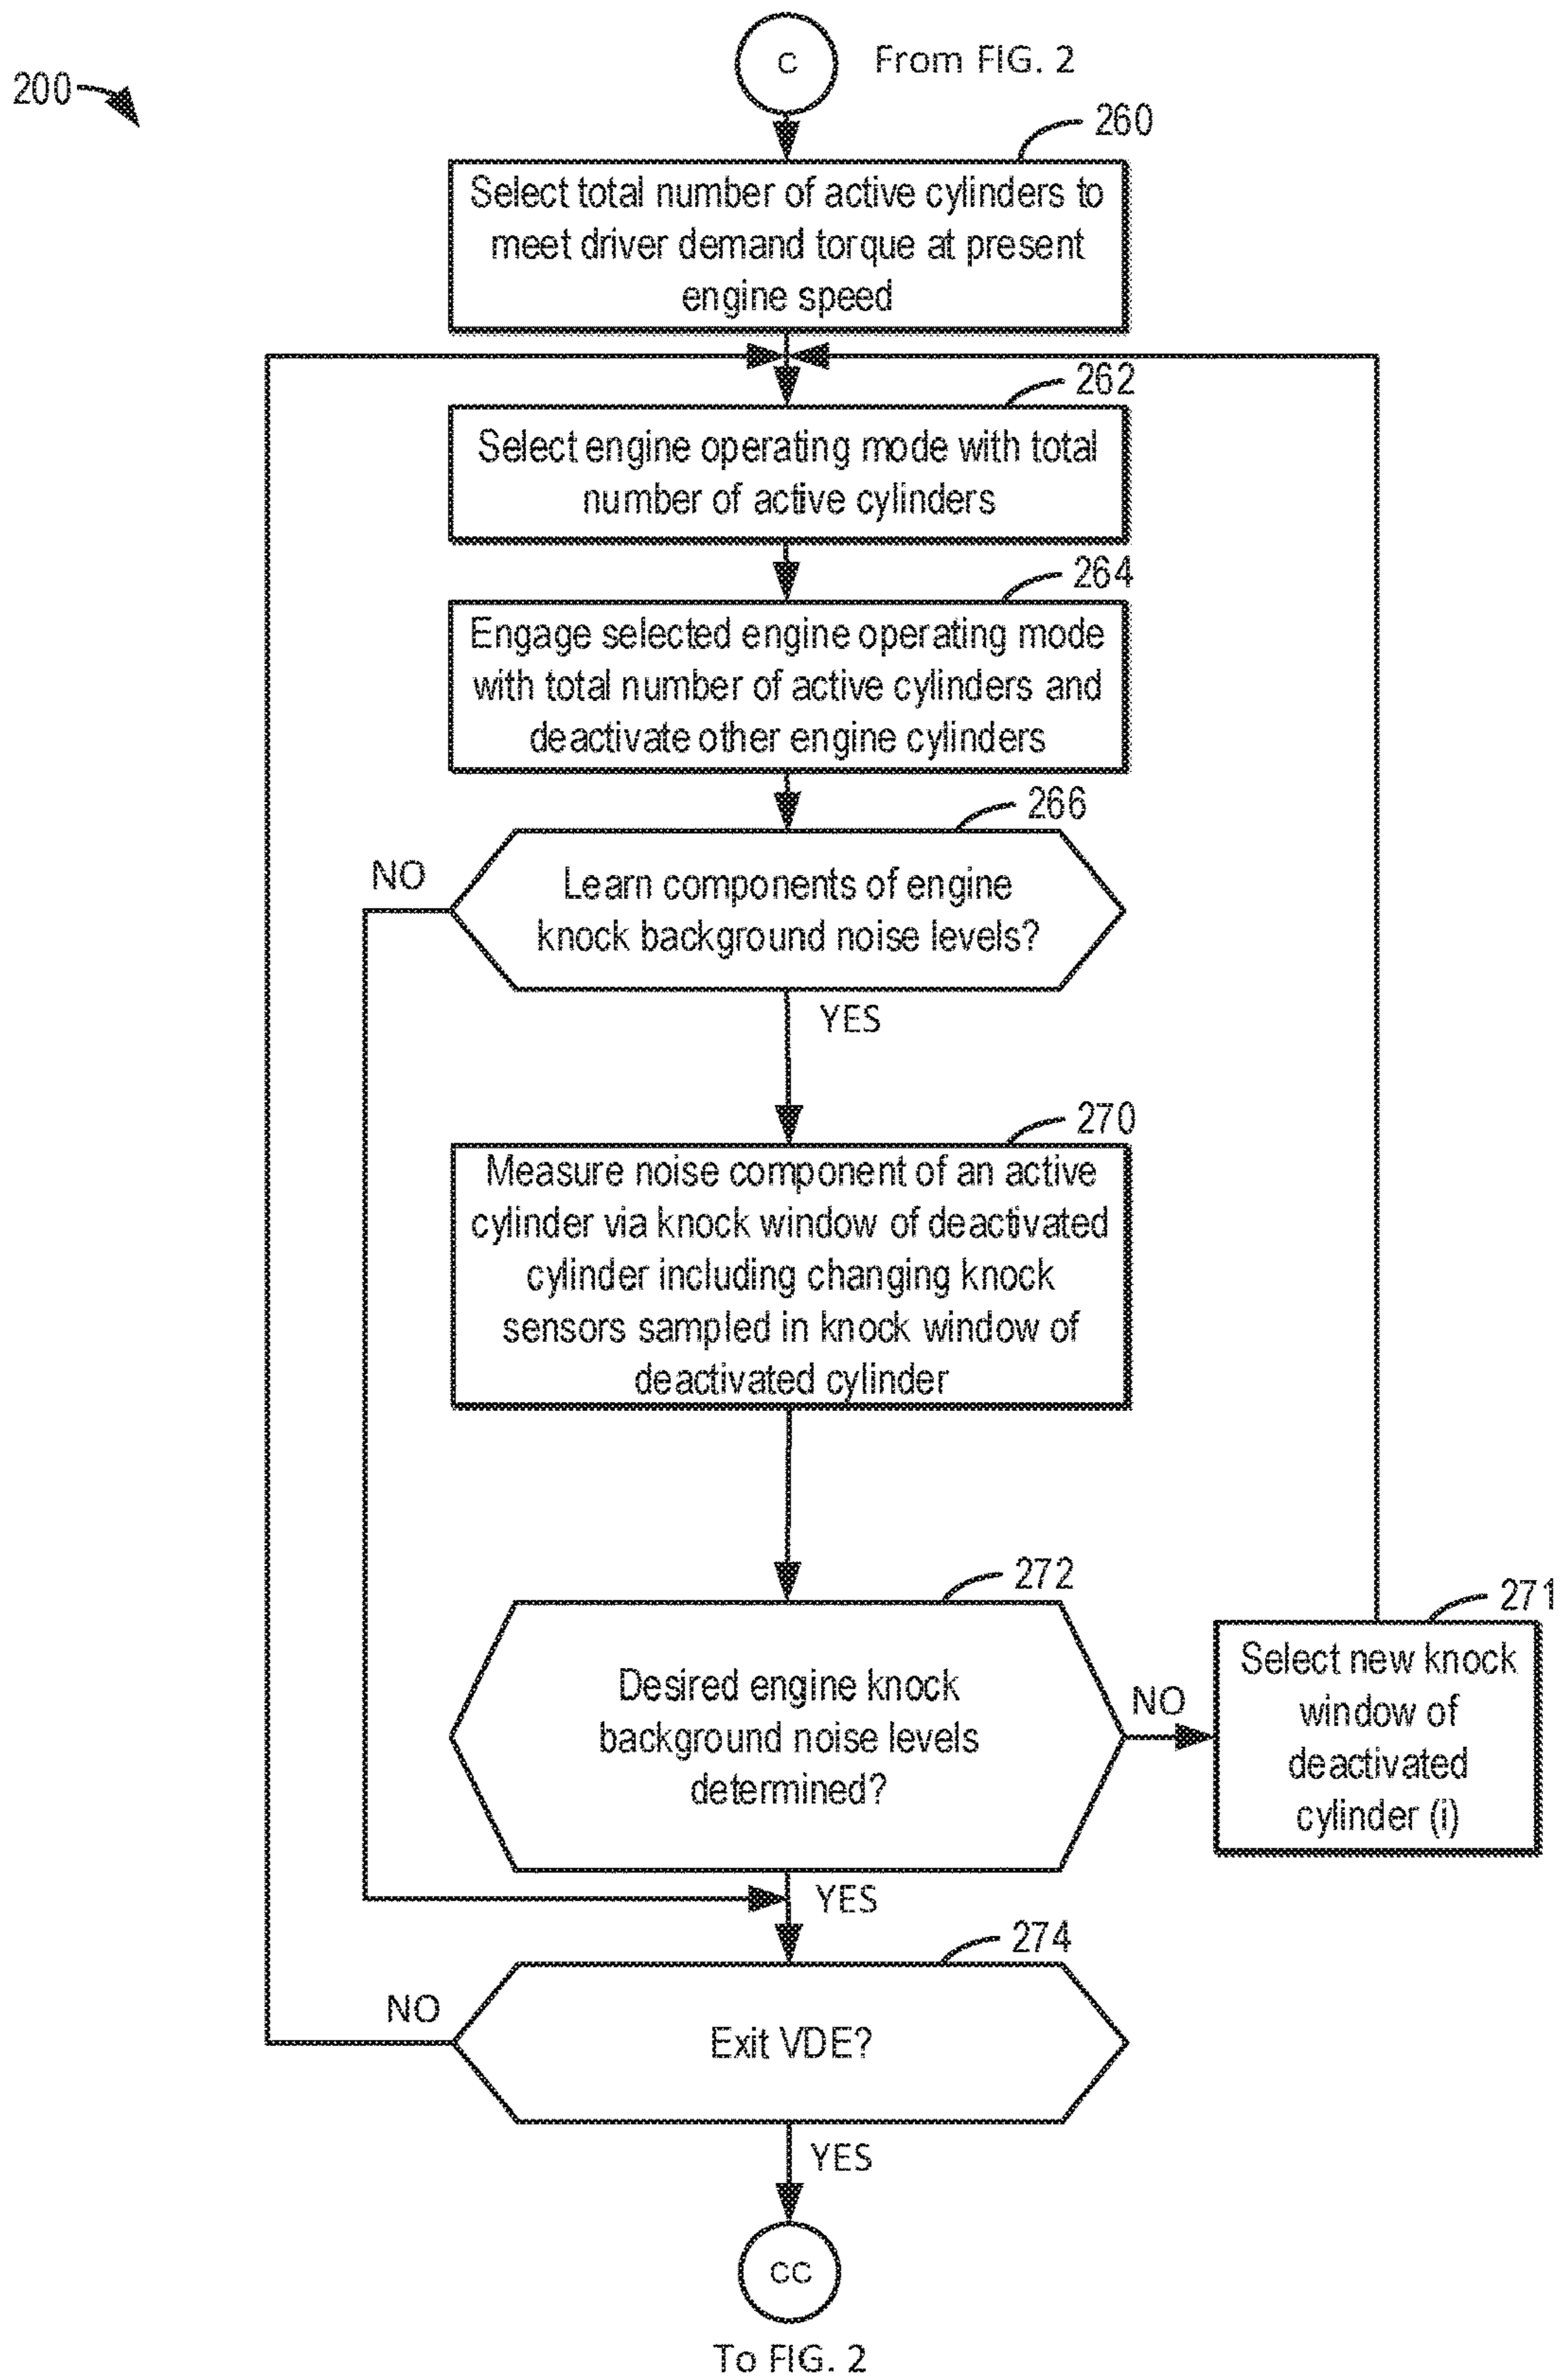 C
From FIG. 2
200
260
Select total number of active cylinders to
meet driver demand torque at present
engine speed
262
Select engine operating mode with total
number of active cylinders
264
Engage selected engine operating mode
with total number of active cylinders and
deactivate other engine cylinders
266
NO
Learn components of engine
knock background noise levels?
YES
270
Measure noise component of an active
cylinder via knock window of deactivated
cylinder including changing knock
sensors sampled in knock window of
deactivated cylinder
272
Desired engine knock
background noise levels
determined?
NO
271
Select new knock
window of
deactivated
cylinder (i)
YES
274
NO
Exit VDE?
YES
CC
To FIG. 2